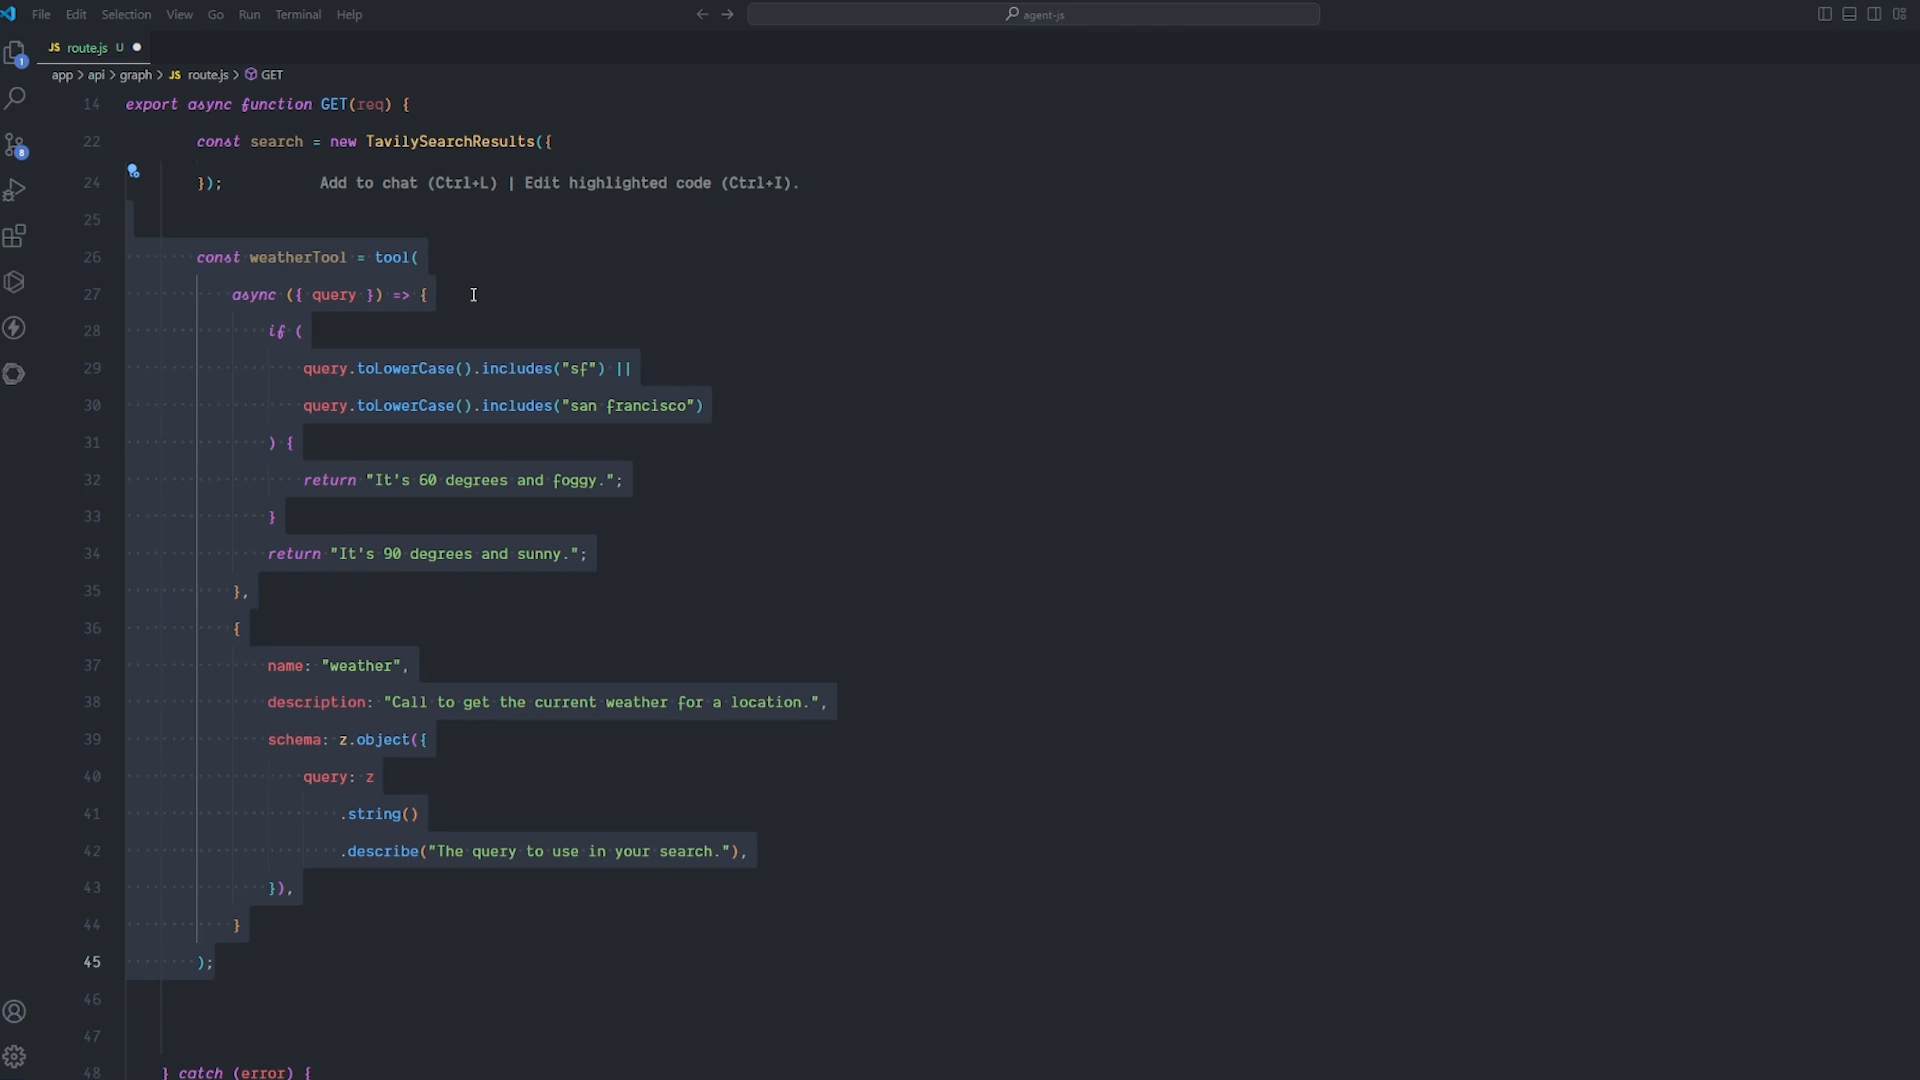 File Edit Selection View Go Run Terminal Help
agent-js
JS route.js U
1
app > api > graph > JS route.js > GET
14 export async function GET(req) {
22 const search = new TavilySearchResults({
8
24 }); Add to chat (Ctrl+L) | Edit highlighted code (Ctrl+I).
25
26 const weatherTool = tool(
27 async ({ query }) => {
28 if (
29 query.toLowerCase().includes("sf") ||
30 query.toLowerCase().includes("san francisco")
31 ) {
32 return "It's 60 degrees and foggy.";
33 }
34 return "It's 90 degrees and sunny.";
35 },
36 {
37 name: "weather",
38 description: "Call to get the current weather for a location.",
39 schema: z.object({
40 query: z
41 .string()
42 .describe("The query to use in your search."),
43 }),
44 }
45 );
46
47
48 } catch (error) {